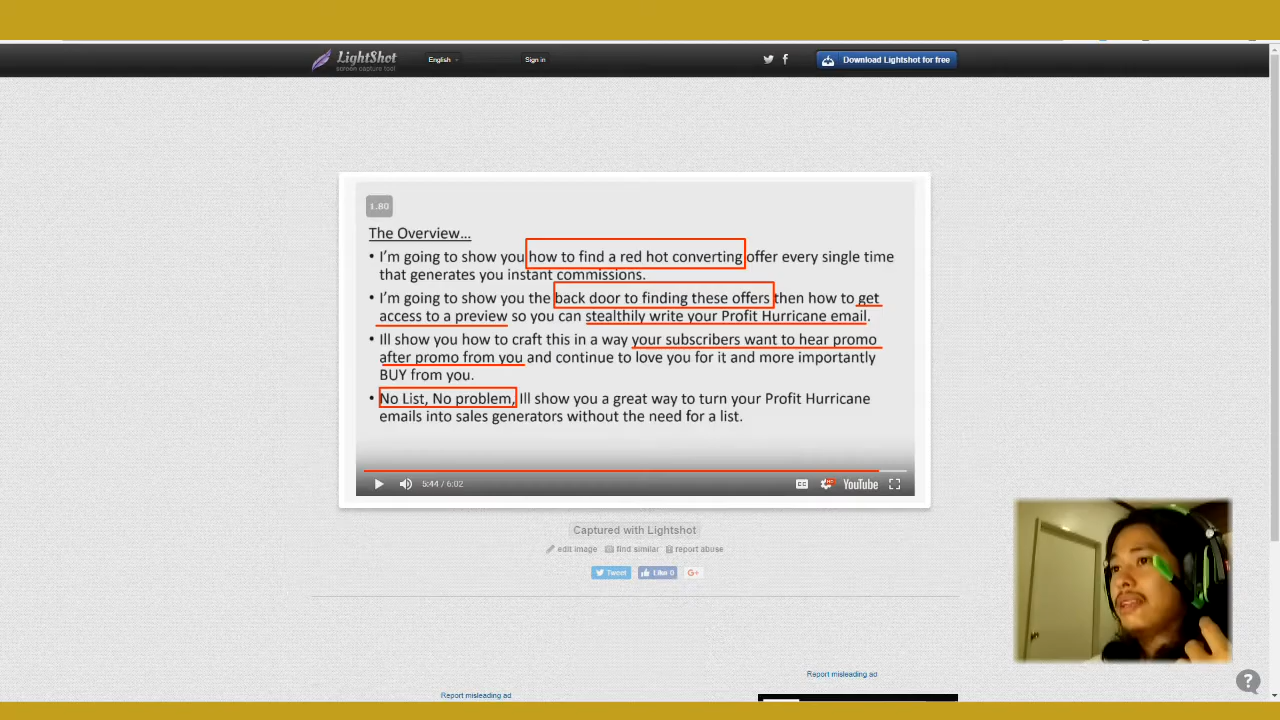 LightShot
screen capture tool
English
Sign in
Download Lightshot for free
1.80
The Overview...
• I'm going to show you how to find a red hot converting offer every single time
that generates you instant commissions.
• I'm going to show you the back door to finding these offers then how to get
access to a preview so you can stealthily write your Profit Hurricane email.
• Ill show you how to craft this in a way your subscribers want to hear promo
after promo from you and continue to love you for it and more importantly
BUY from you.
• No List, No problem, Ill show you a great way to turn your Profit Hurricane
emails into sales generators without the need for a list.
5:44 / 6:02
CC
HD
YouTube
Captured with Lightshot
edit image
find similar
report abuse
Tweet
Like 0
G+
Report misleading ad
Report misleading ad
?